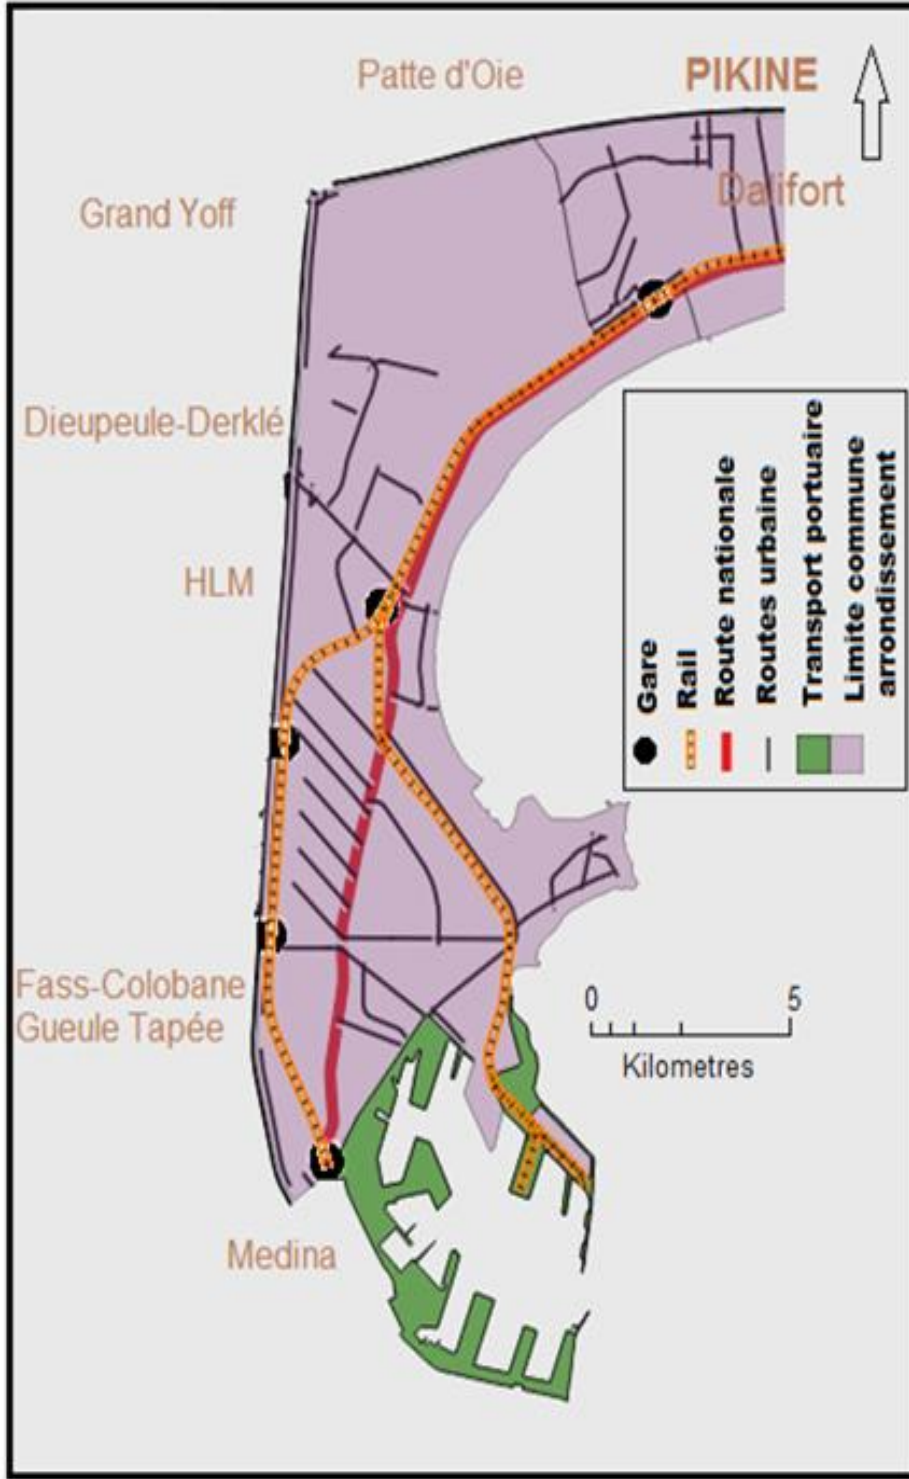 Patte d'Oie
PIKINE
Grand Yoff
Dalifort
Dieupeule-Derklé
HLM
Gare
Rail
Route nationale
Routes urbaine
Transport portuaire
Limite commune
arrondissement
Fass-Colobane
Gueule Tapée
0 5
Kilometres
Medina